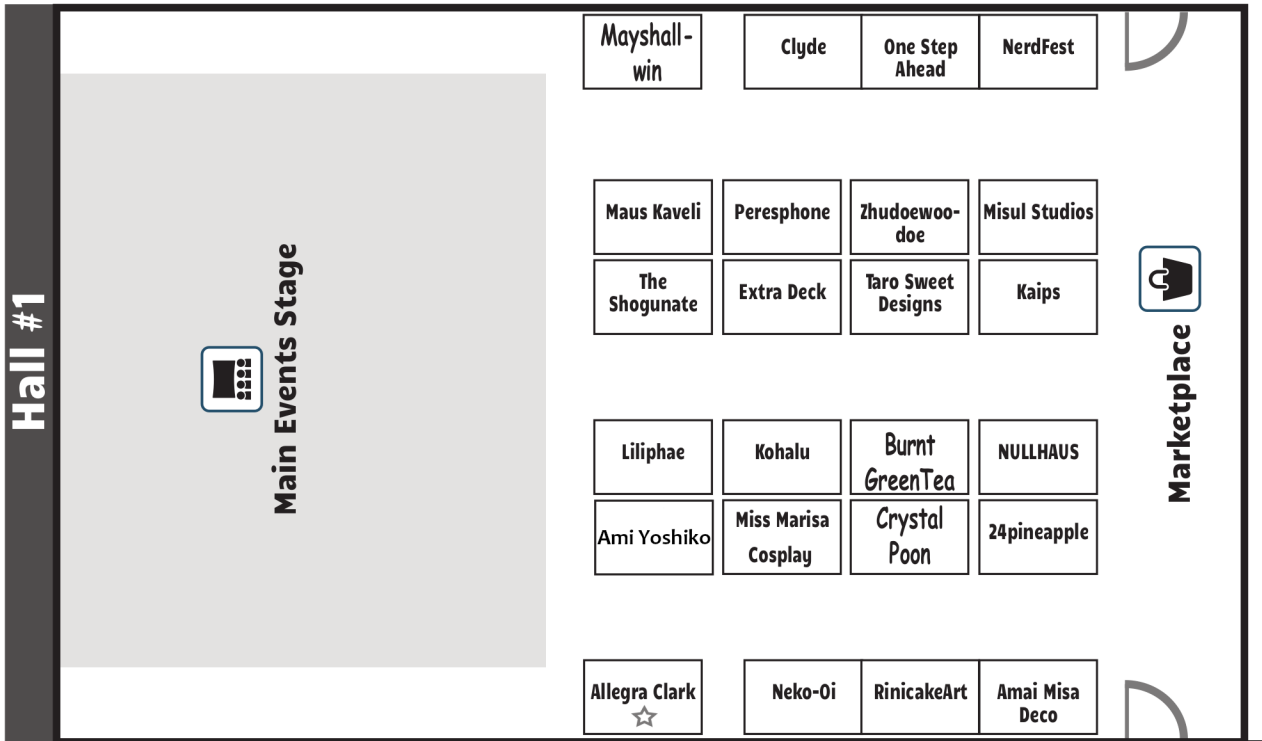 Hall #1
Main Events Stage
Mayshall-
win
Clyde
One Step
Ahead
NerdFest
Maus Kaveli
Peresphone
Zhudoewoo-
doe
Misul Studios
The
Shogunate
Extra Deck
Taro Sweet
Designs
Kaips
Liliphae
Kohalu
Burnt
GreenTea
NULLHAUS
Ami Yoshiko
Miss Marisa
Cosplay
Crystal
Poon
24pineapple
Allegra Clark
Neko-Oi
RinicakeArt
Amai Misa
Deco
Marketplace